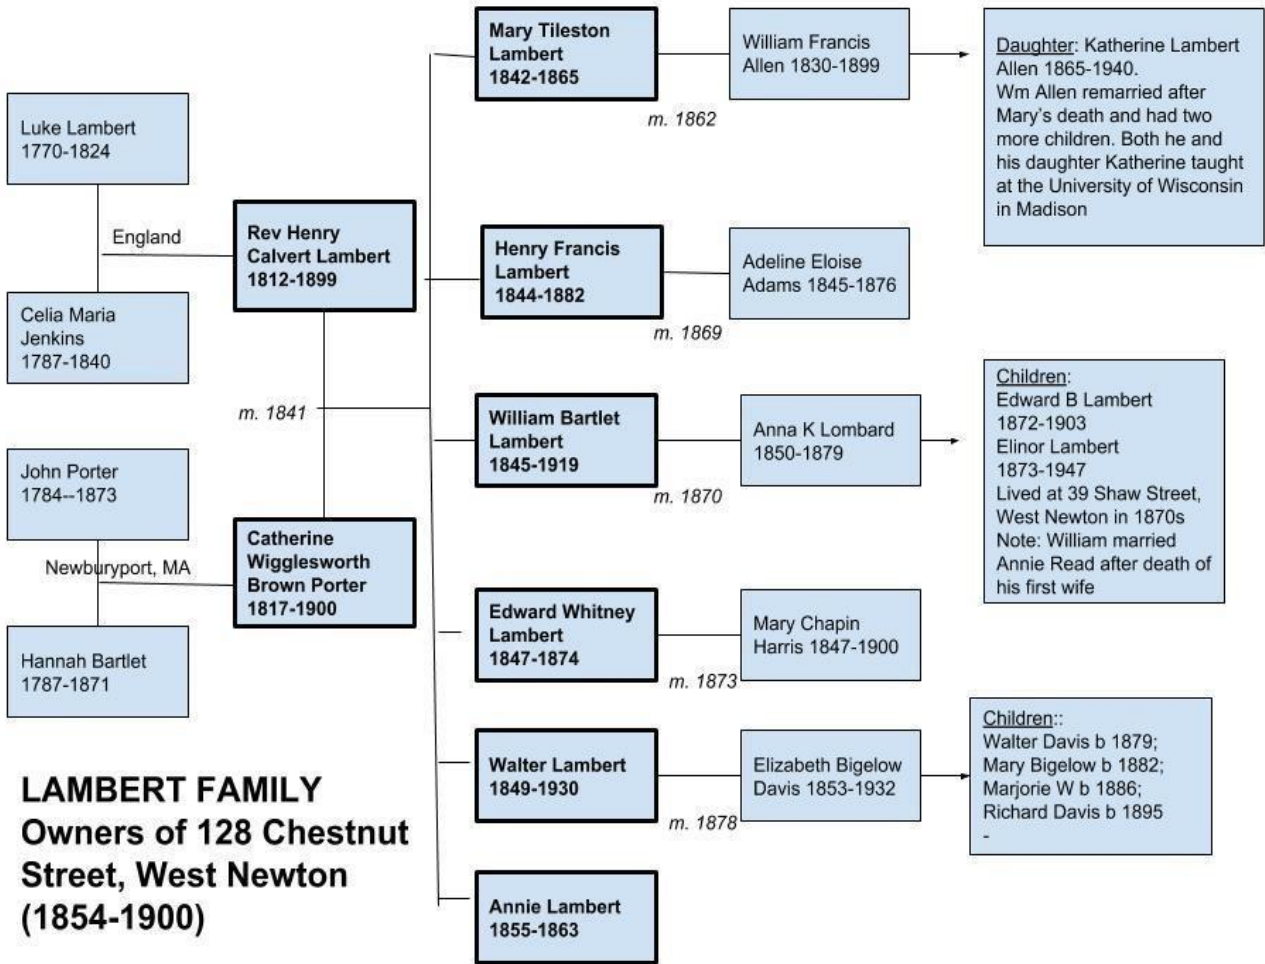 Luke Lambert
1770-1824
England
Celia Maria
Jenkins
1787-1840
John Porter
1784--1873
Newburyport, MA
Hannah Bartlet
1787-1871
Rev Henry
Calvert Lambert
1812-1899
m. 1841
Catherine
Wigglesworth
Brown Porter
1817-1900
Mary Tileston
Lambert
1842-1865
m. 1862
William Francis
Allen 1830-1899
Daughter: Katherine Lambert
Allen 1865-1940.
Wm Allen remarried after
Mary's death and had two
more children. Both he and
his daughter Katherine taught
at the University of Wisconsin
in Madison
Henry Francis
Lambert
1844-1882
m. 1869
Adeline Eloise
Adams 1845-1876
William Bartlet
Lambert
1845-1919
m. 1870
Anna K Lombard
1850-1879
Children:
Edward B Lambert
1872-1903
Elinor Lambert
1873-1947
Lived at 39 Shaw Street,
West Newton in 1870s
Note: William married
Annie Read after death of
his first wife
Edward Whitney
Lambert
1847-1874
m. 1873
Mary Chapin
Harris 1847-1900
Walter Lambert
1849-1930
m. 1878
Elizabeth Bigelow
Davis 1853-1932
Children::
Walter Davis b 1879;
Mary Bigelow b 1882;
Marjorie W b 1886;
Richard Davis b 1895
-
Annie Lambert
1855-1863
LAMBERT FAMILY
Owners of 128 Chestnut
Street, West Newton
(1854-1900)